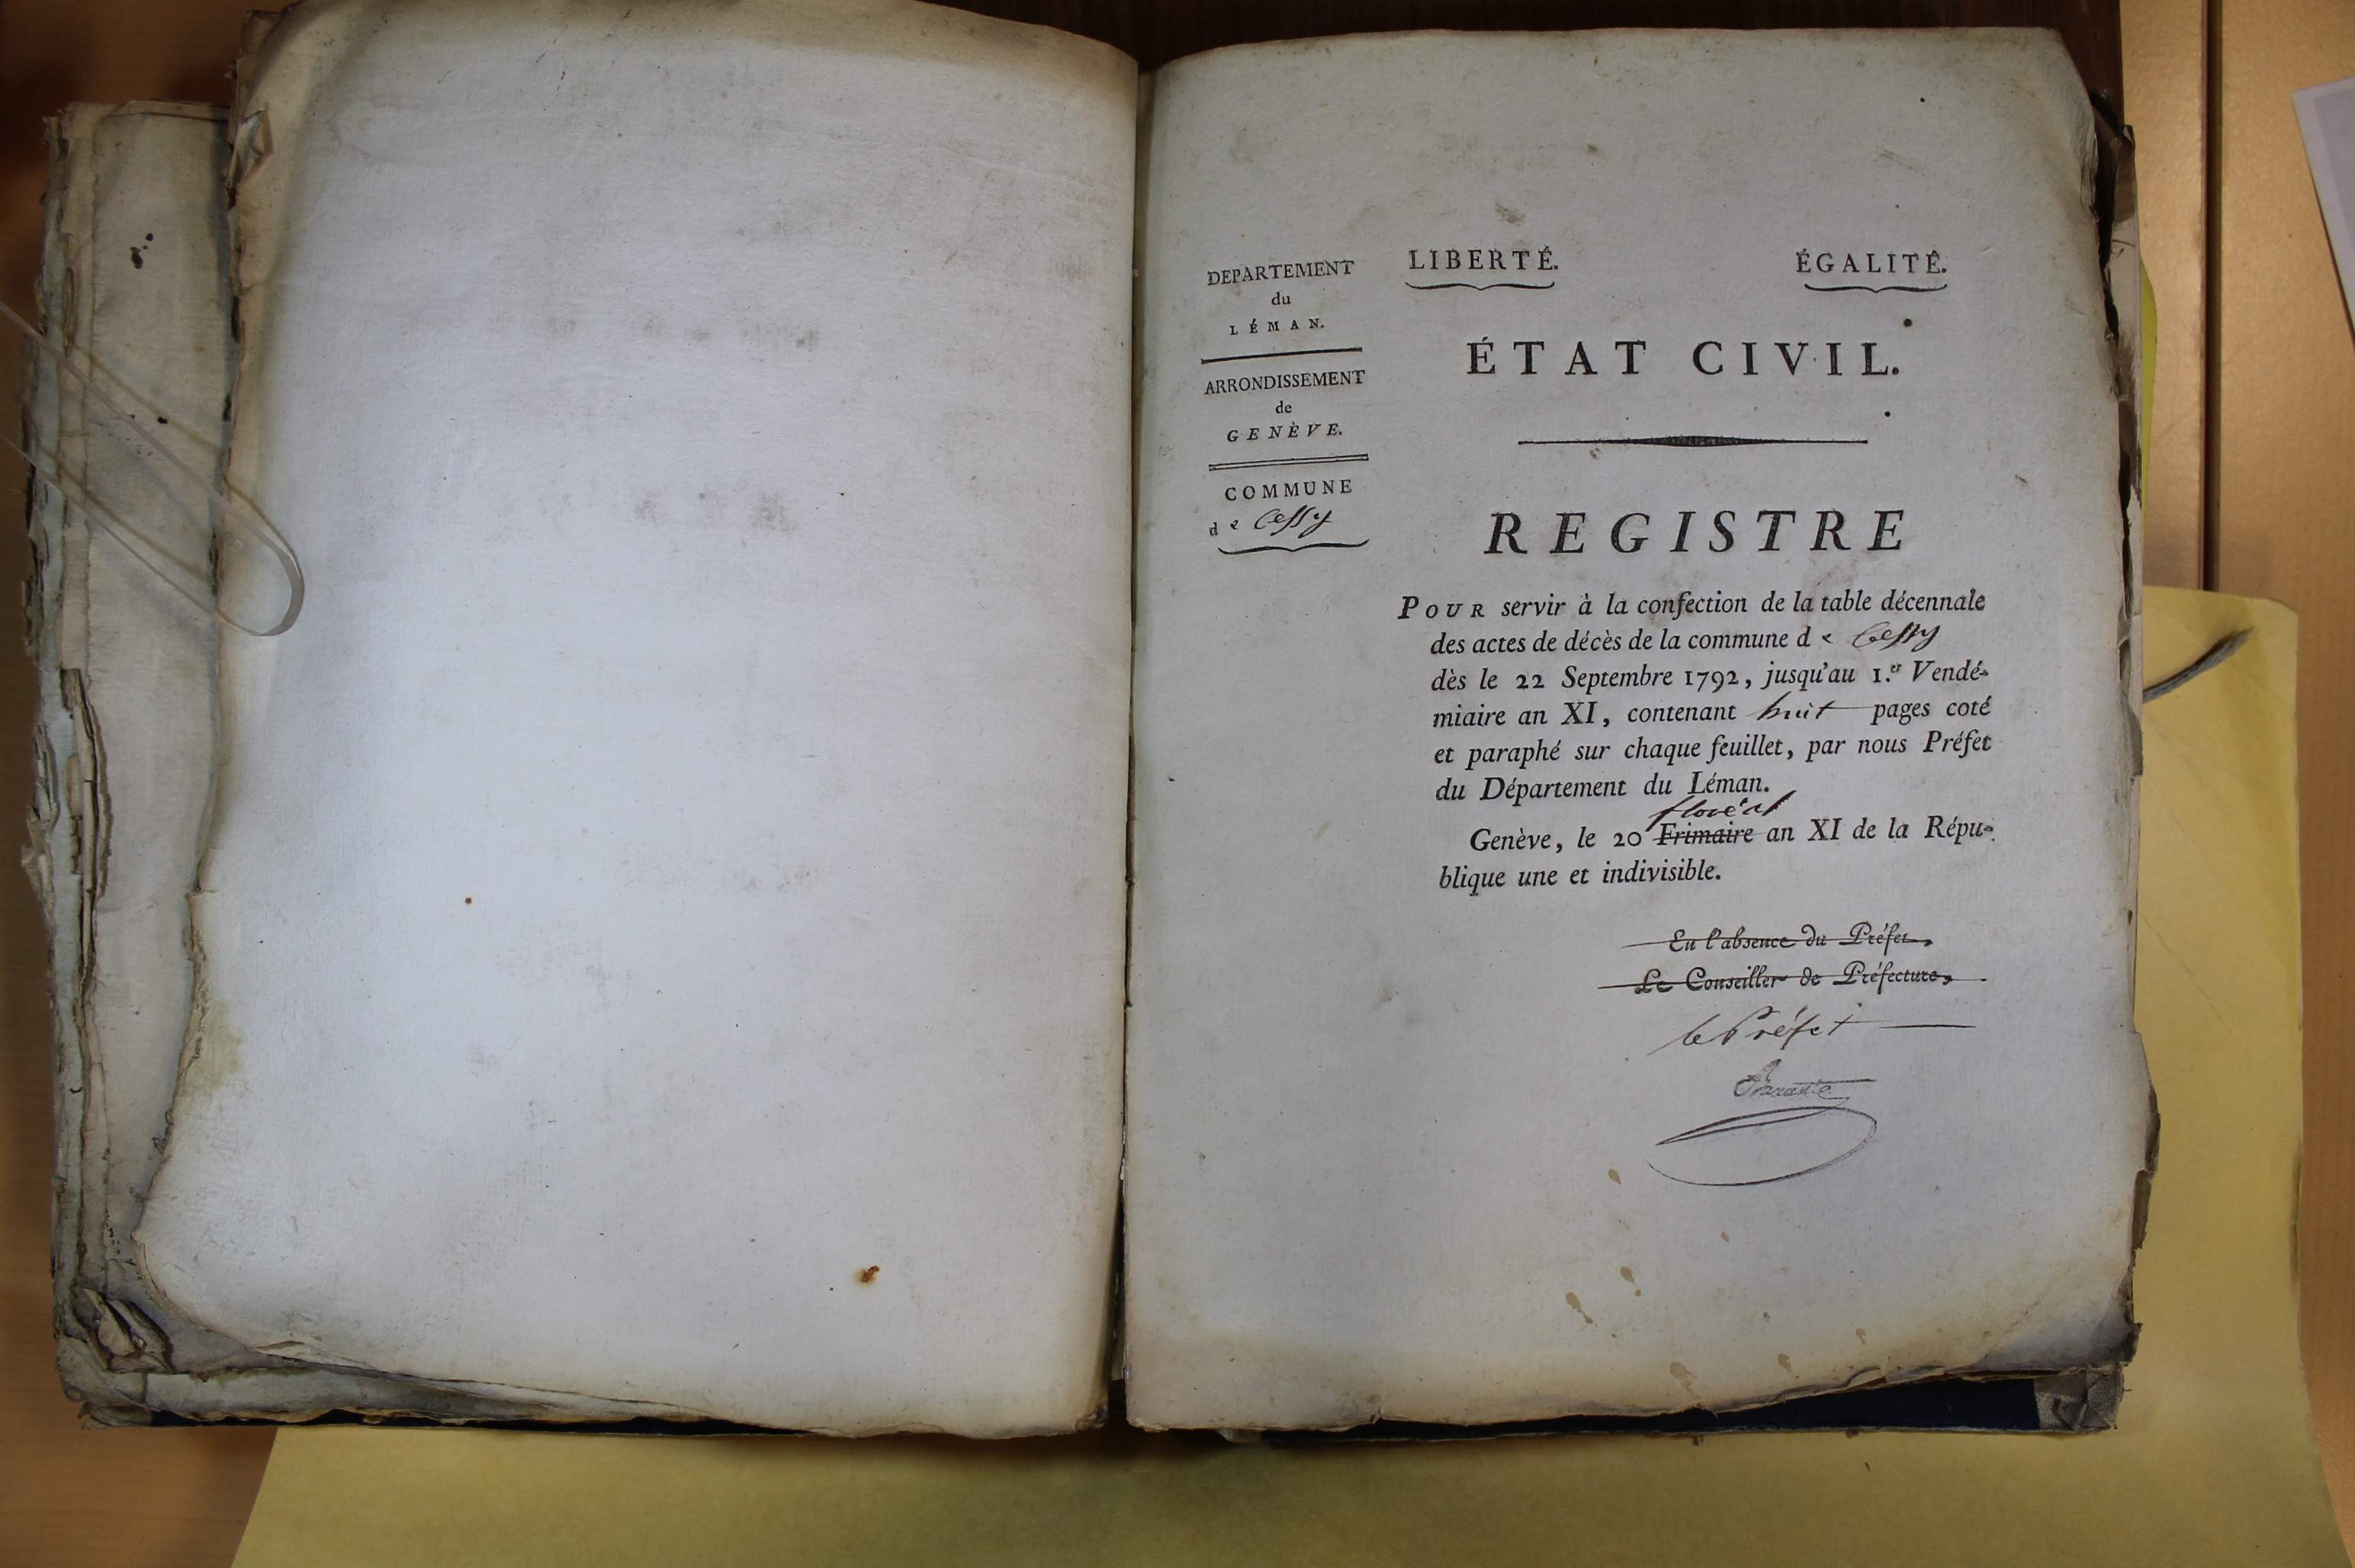 DEPARTEMENT
du
LÉMAN.
ARRONDISSEMENT
de
GENÈVE.
COMMUNE
de Cessy
LIBERTÉ. ÉGALITÉ.
ÉTAT CIVIL.
REGISTRE
POUR servir à la confection de la table décennale
des actes de décès de la commune de Cessy
dès le 22 Septembre 1792, jusqu'au 1.er Vendé-
miaire an XI, contenant huit pages coté
et paraphé sur chaque feuillet, par nous Préfet
du Département du Léman.
floréal
Genève, le 20 Frimaire an XI de la Répu-
blique une et indivisible.
En l'absence du Préfet,
Le Conseiller de Préfecture,
le Préfet
Barante